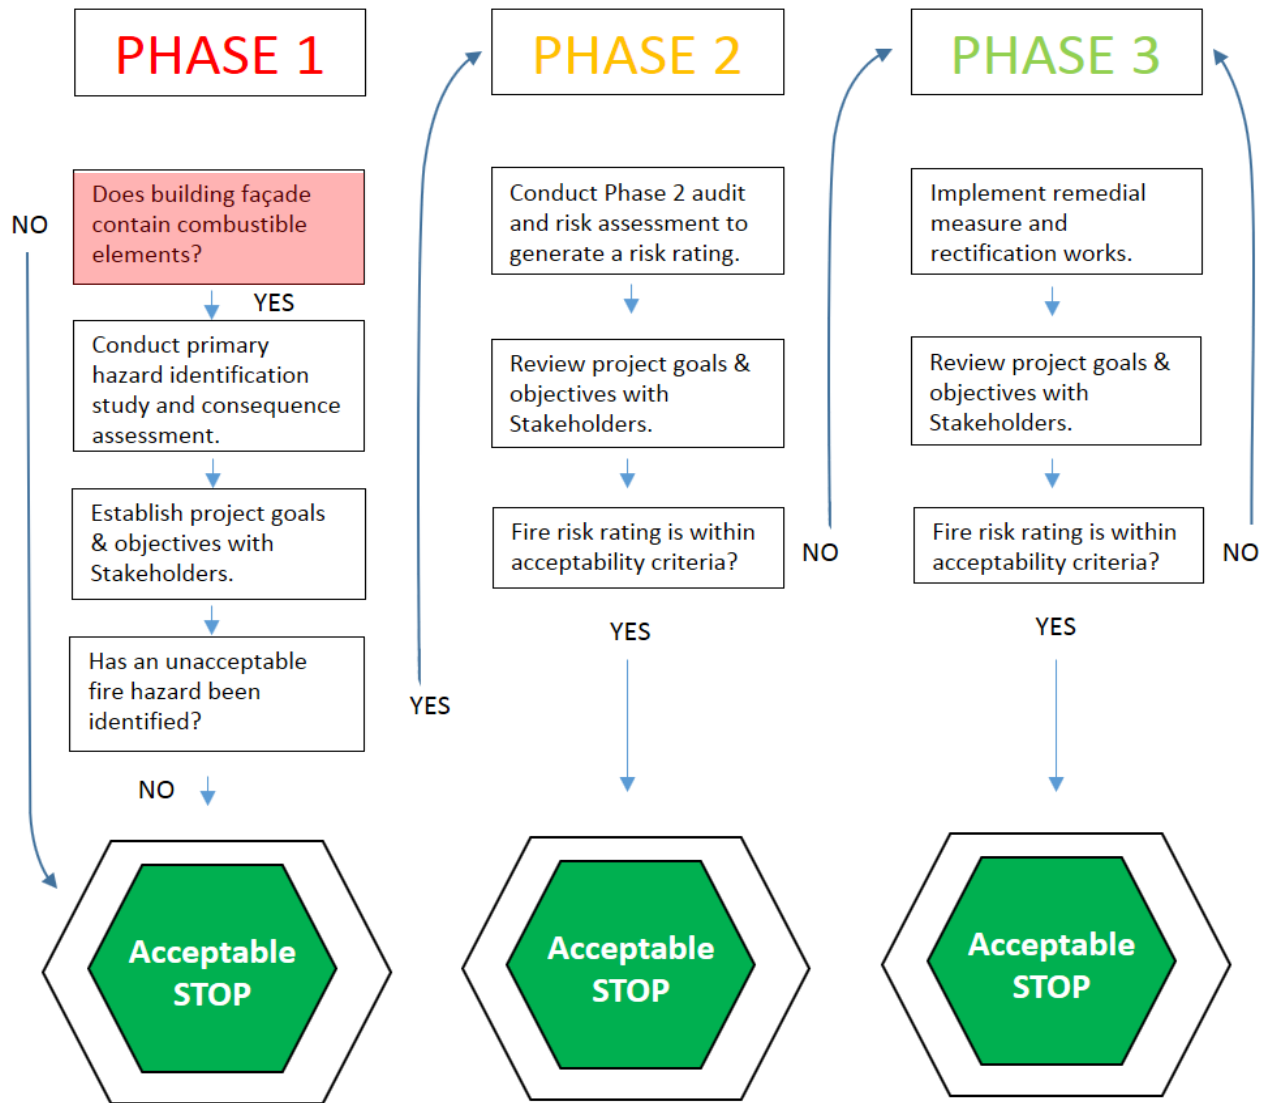 PHASE 1
NO
Does building façade
contain combustible
elements?
YES
Conduct primary
hazard identification
study and consequence
assessment.
Establish project goals
& objectives with
Stakeholders.
Has an unacceptable
fire hazard been
identified?
YES
NO
Acceptable
STOP
PHASE 2
Conduct Phase 2 audit
and risk assessment to
generate a risk rating.
Review project goals &
objectives with
Stakeholders.
Fire risk rating is within
acceptability criteria?
NO
YES
Acceptable
STOP
PHASE 3
Implement remedial
measure and
rectification works.
Review project goals &
objectives with
Stakeholders.
Fire risk rating is within
acceptability criteria?
NO
YES
Acceptable
STOP